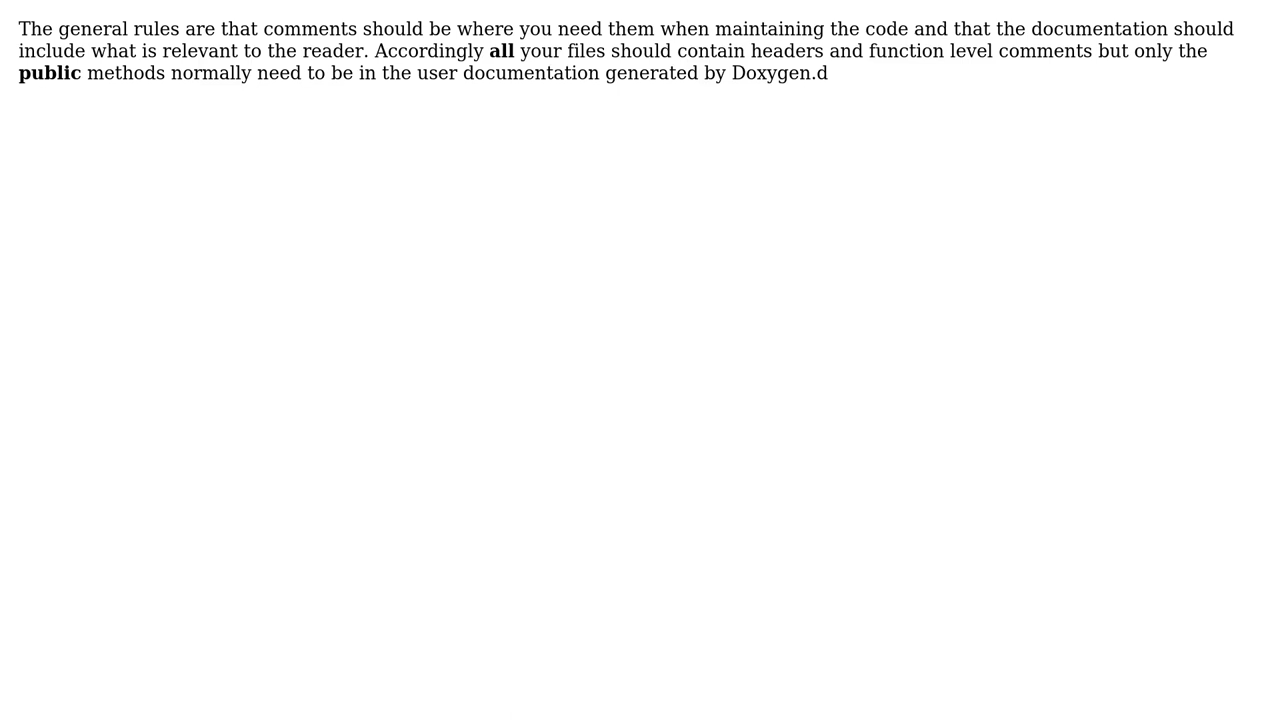 The general rules are that comments should be where you need them when maintaining the code and that the documentation should
include what is relevant to the reader. Accordingly all your files should contain headers and function level comments but only the
public methods normally need to be in the user documentation generated by Doxygen.d